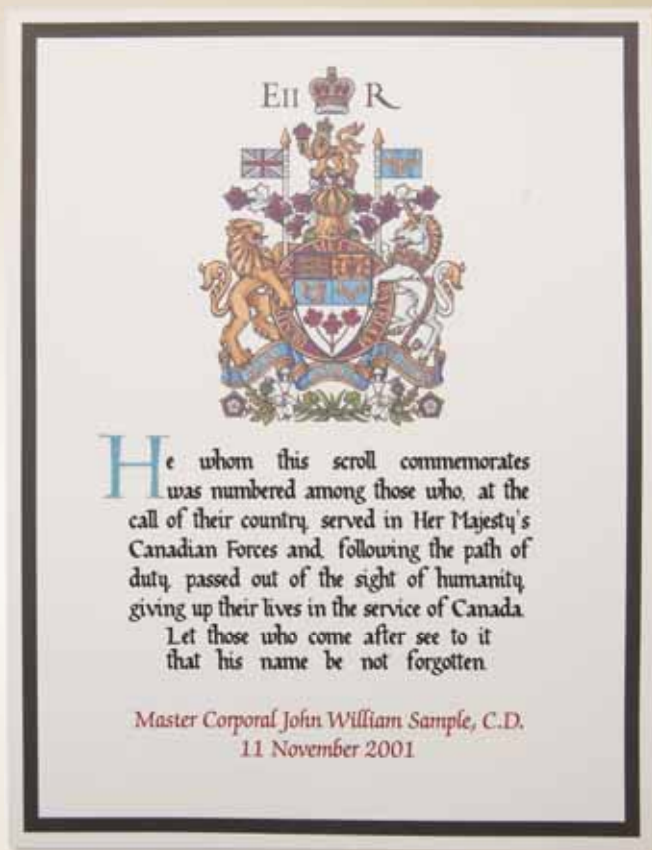 EII R
He whom this scroll commemorates
was numbered among those who, at the
call of their country, served in Her Majesty's
Canadian Forces and, following the path of
duty, passed out of the sight of humanity,
giving up their lives in the service of Canada.
Let those who come after see to it
that his name be not forgotten.
Master Corporal John William Sample, C.D.
11 November 2001